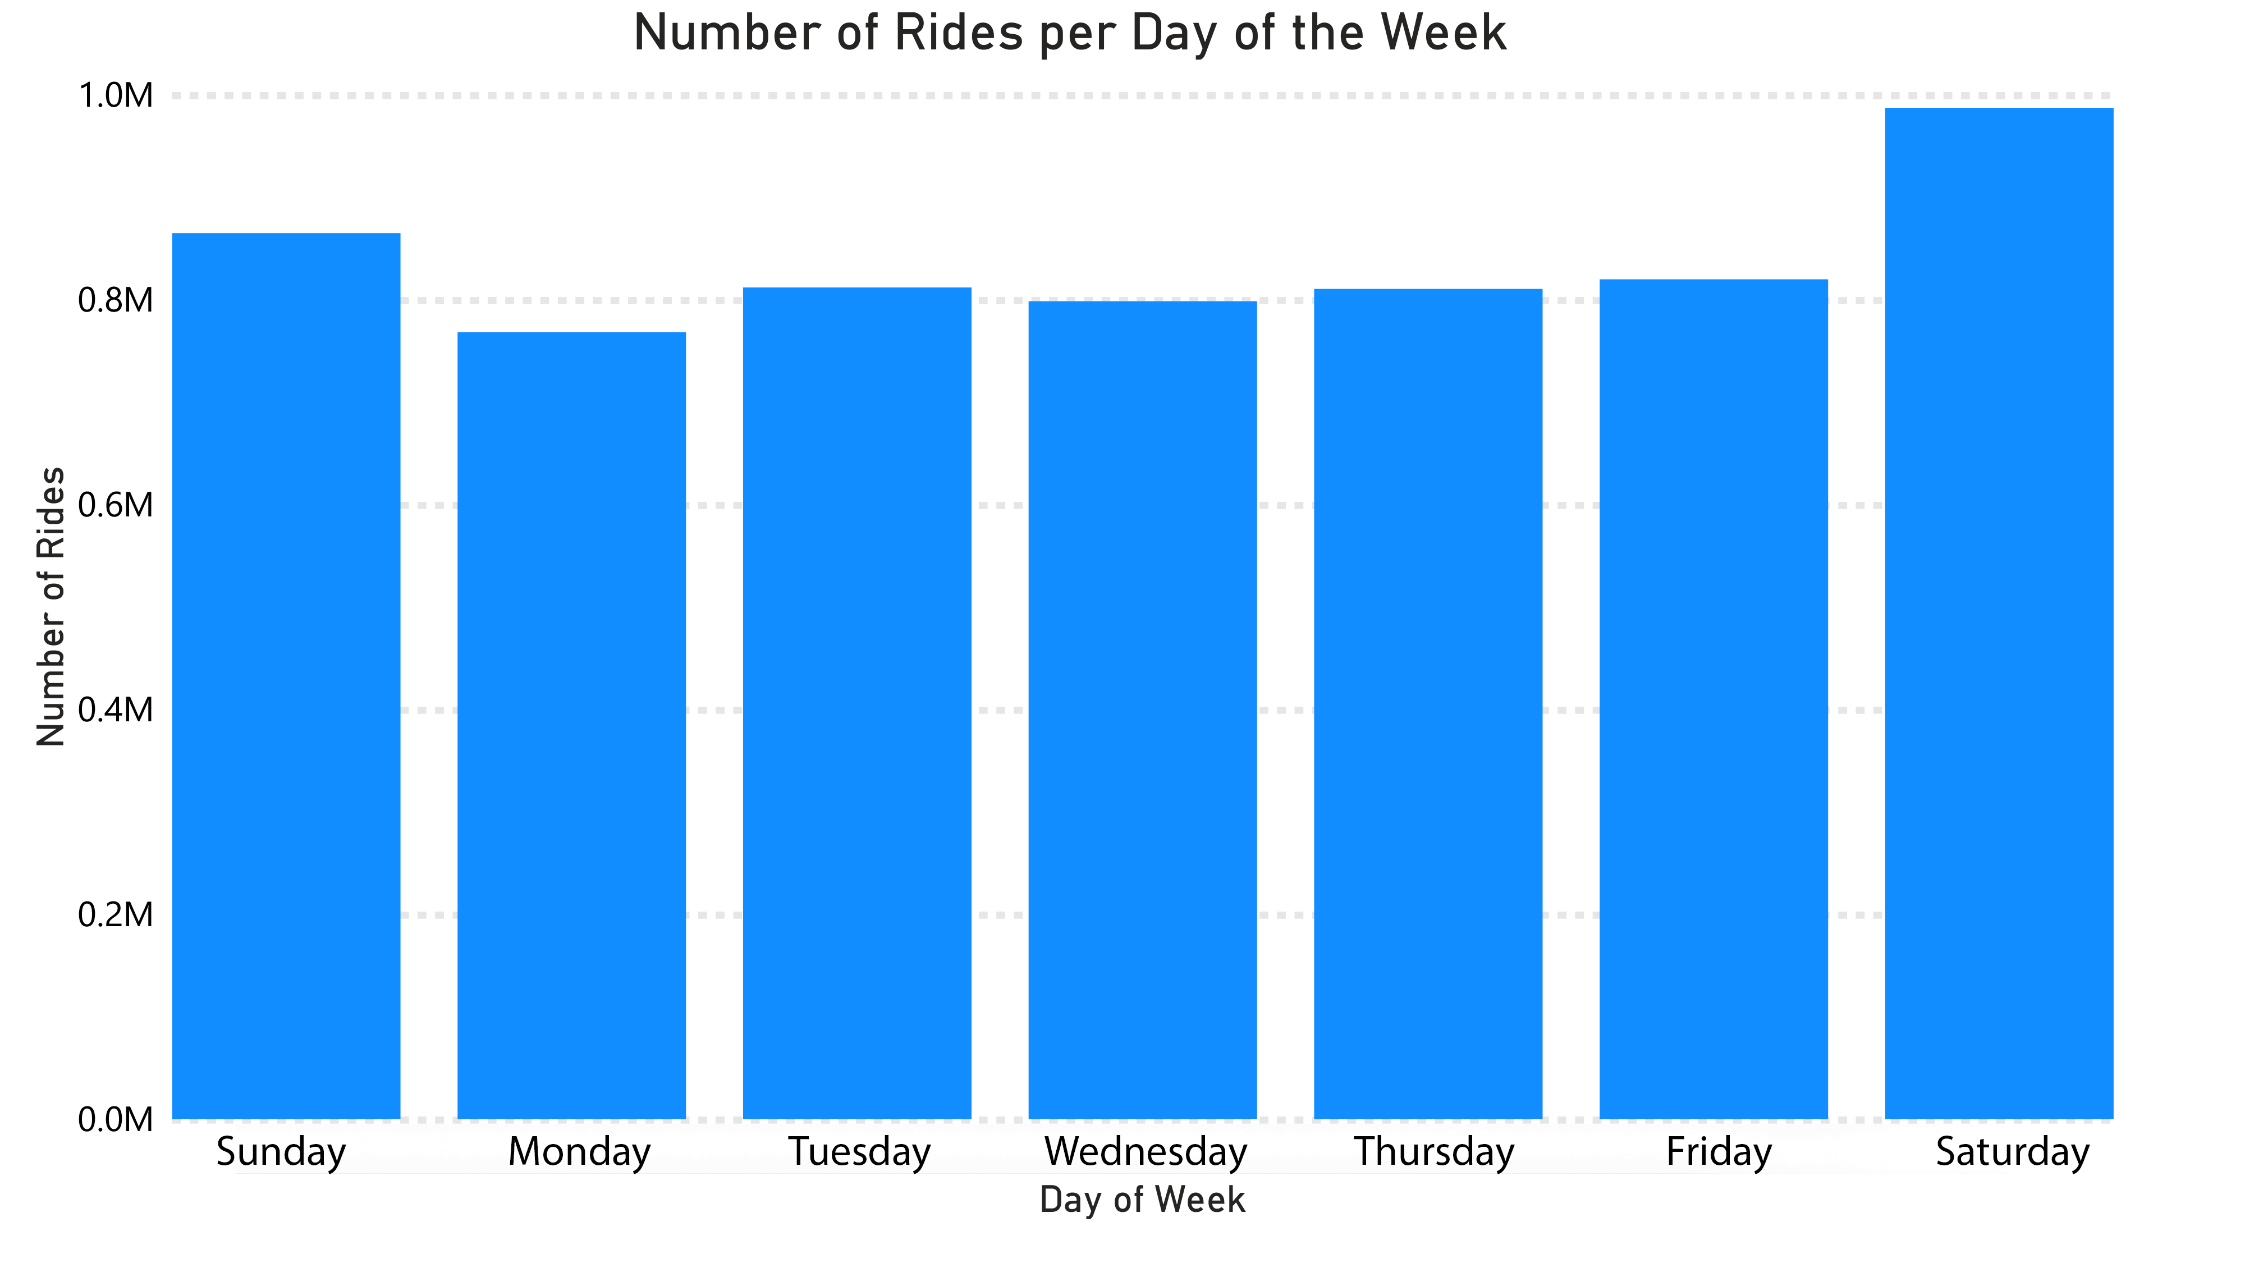 Number of Rides per Day of the Week
1.0M
0.8M
0.6M
0.4M
0.2M
0.0M
Number of Rides
Sunday Monday Tuesday Wednesday Thursday Friday Saturday
Day of Week